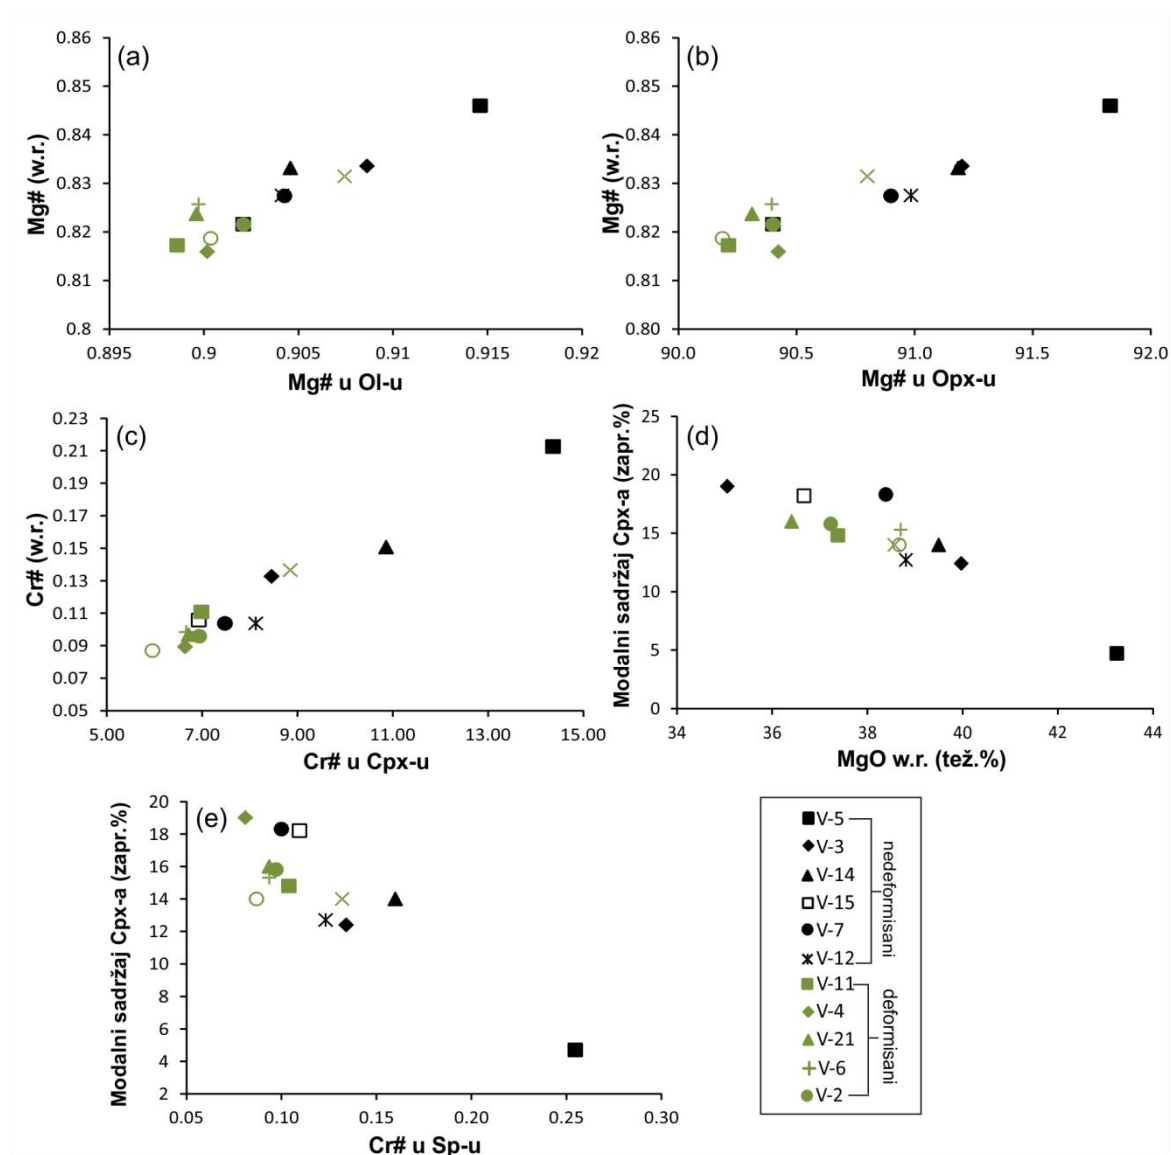 (a)
0.86
0.85
0.84
0.83
0.82
0.81
0.8
Mg# (w.r.)
0.895 0.9 0.905 0.91 0.915 0.92
Mg# u Ol-u
(b)
0.86
0.85
0.84
0.83
0.82
0.81
0.80
Mg# (w.r.)
90.0 90.5 91.0 91.5 92.0
Mg# u Opx-u
(c)
0.23
0.21
0.19
0.17
0.15
0.13
0.11
0.09
0.07
0.05
Cr# (w.r.)
5.00 7.00 9.00 11.00 13.00 15.00
Cr# u Cpx-u
(d)
25
20
15
10
5
0
Modalni sadržaj Cpx-a (zapr.%)
34 36 38 40 42 44
MgO w.r. (tež.%)
(e)
20
18
16
14
12
10
8
6
4
2
Modalni sadržaj Cpx-a (zapr.%)
0.05 0.10 0.15 0.20 0.25 0.30
Cr# u Sp-u
V-5
V-3
V-14
V-15
V-7
V-12
nedeformisani
V-11
V-4
V-21
V-6
V-2
deformisani